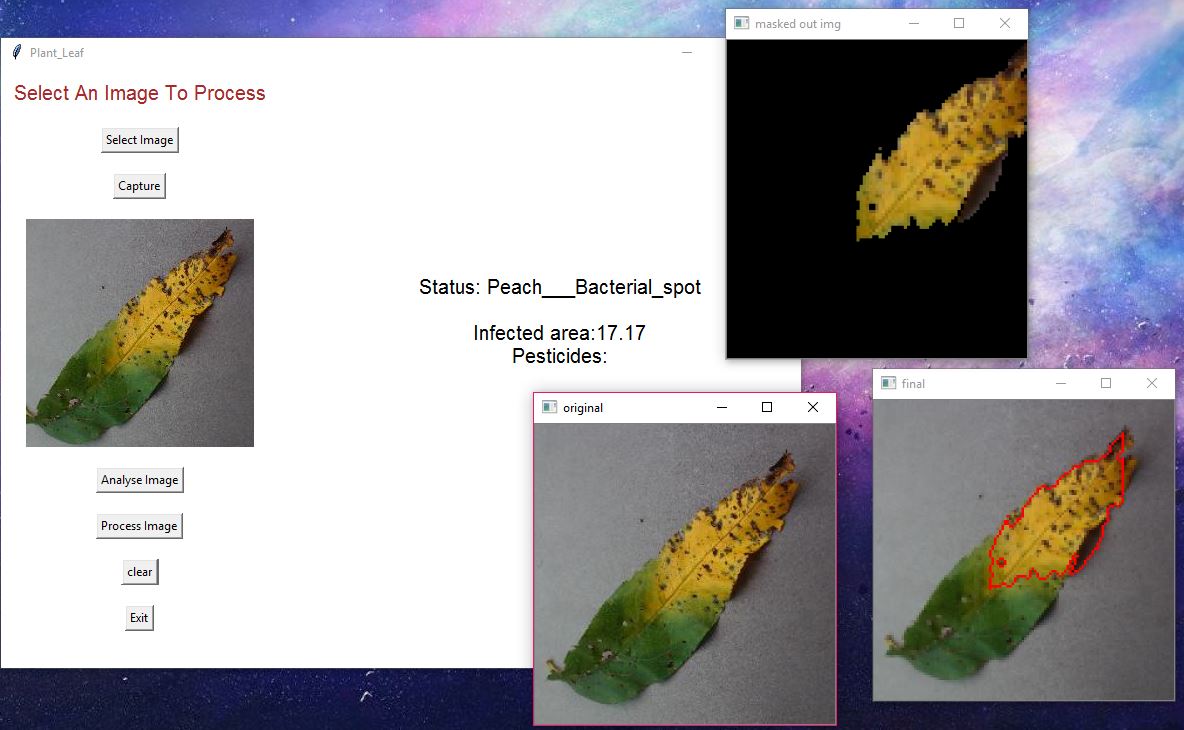 Plant_Leaf
Select An Image To Process
Select Image
Capture
Analyse Image
Process Image
clear
Exit
Status: Peach___Bacterial_spot
Infected area:17.17
Pesticides:
masked out img
original
final